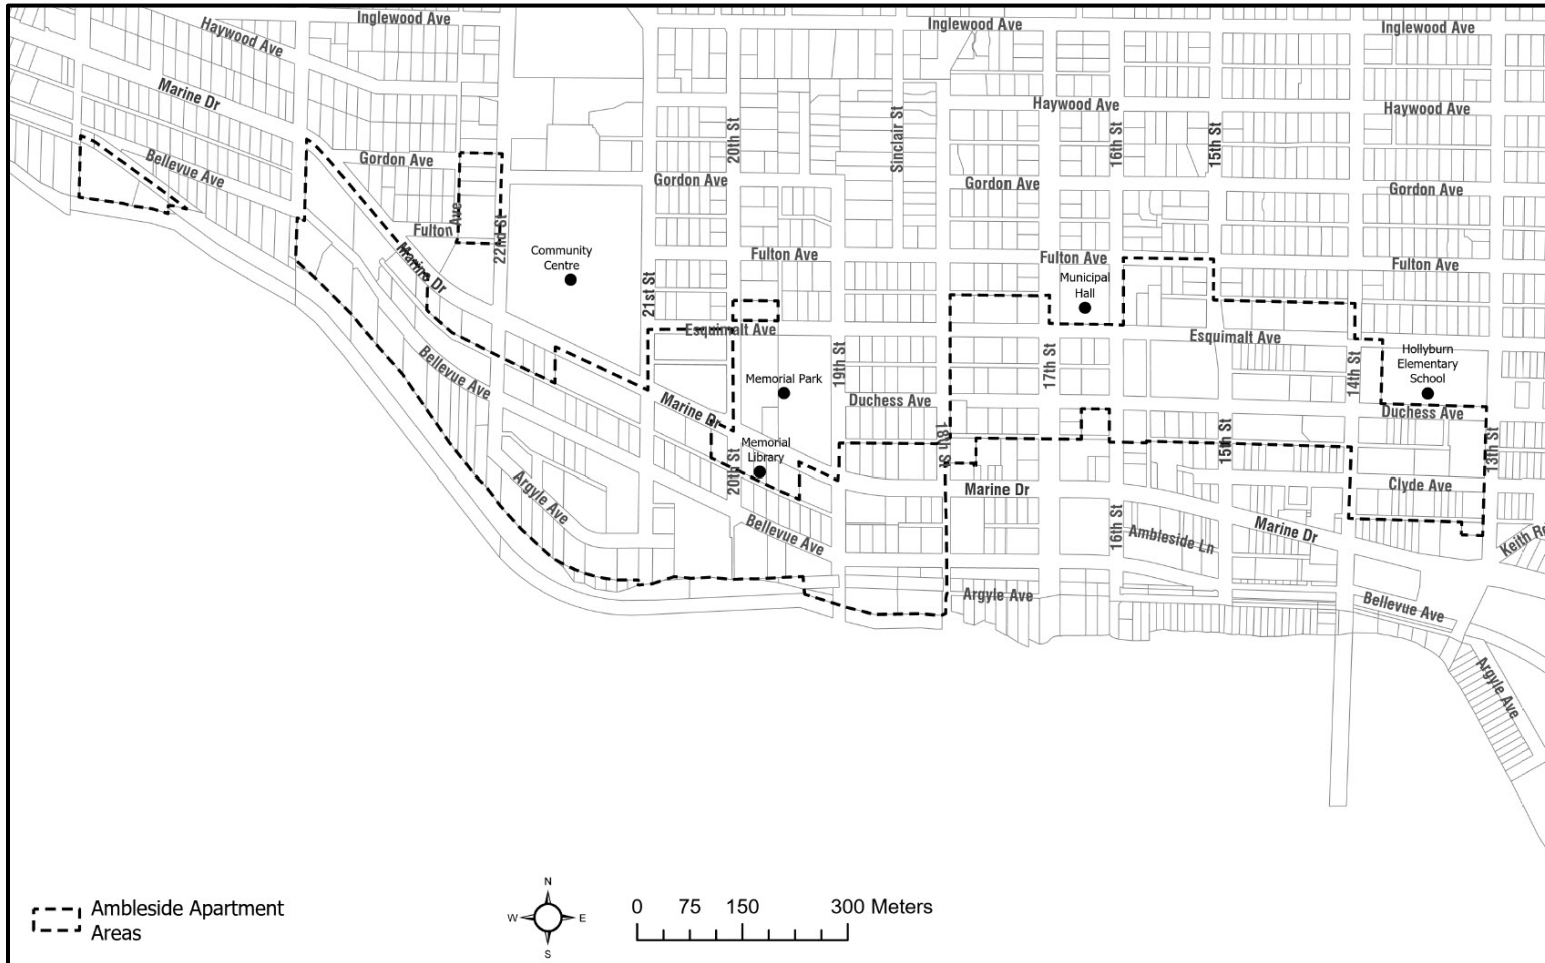 Inglewood Ave
Inglewood Ave
Inglewood Ave
Haywood Ave
Marine Dr
Haywood Ave
Haywood Ave
20th St
Sinclair St
16th St
15th St
Bellevue Ave
Gordon Ave
Gordon Ave
Gordon Ave
Gordon Ave
Fulton Ave
22nd St
Community
Centre
Fulton Ave
Fulton Ave
Fulton Ave
Marine Dr
21st St
Municipal
Hall
Esquimalt Ave
Esquimalt Ave
Bellevue Ave
19th St
17th St
14th St
Hollyburn
Elementary
School
Memorial Park
Marine Dr
Duchess Ave
Duchess Ave
18th St
15th St
13th St
Memorial
Library
20th St
Argyle Ave
Marine Dr
Clyde Ave
Bellevue Ave
16th St
Ambleside Ln
Marine Dr
Keith Rd
Argyle Ave
Bellevue Ave
Argyle Ave
Ambleside Apartment
Areas
N
W E
S
0 75 150 300 Meters